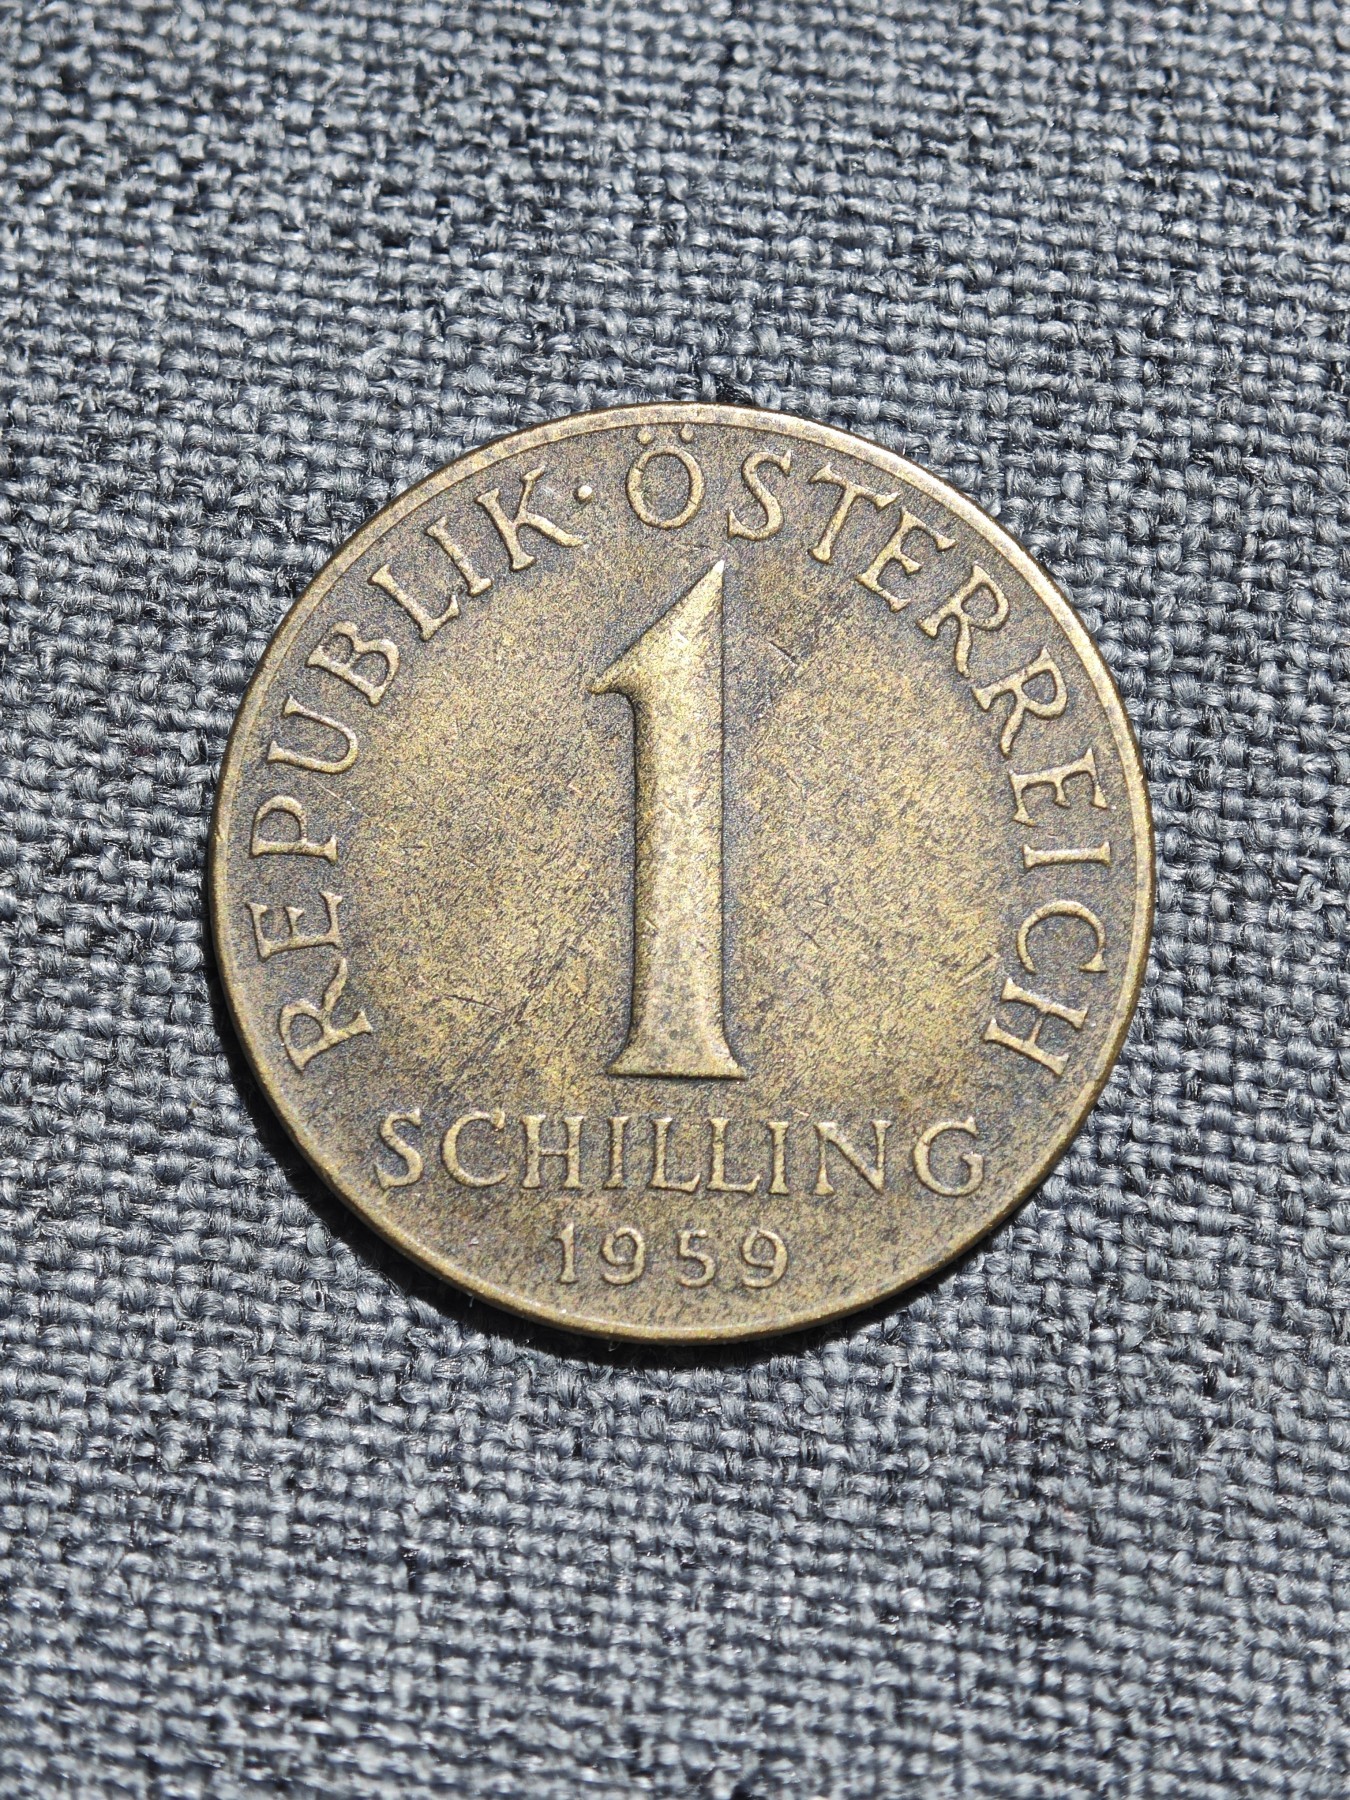 REPUBLIK · ÖSTERREICH
1
SCHILLING
1959